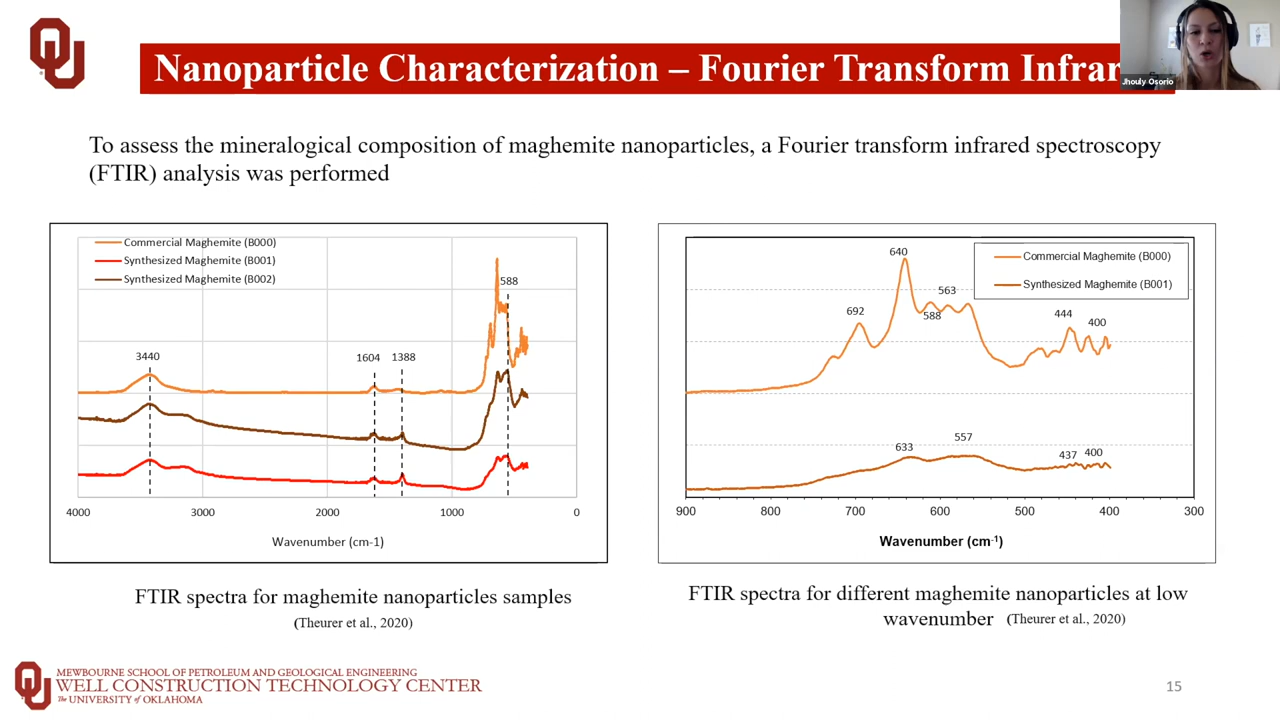 Nanoparticle Characterization – Fourier Transform Infrar
Jhouly Osorio
To assess the mineralogical composition of maghemite nanoparticles, a Fourier transform infrared spectroscopy
(FTIR) analysis was performed
Commercial Maghemite (B000)
Synthesized Maghemite (B001)
Synthesized Maghemite (B002)
588
3440
1604
1388
4000
3000
2000
1000
0
Wavenumber (cm-1)
FTIR spectra for maghemite nanoparticles samples
(Theurer et al., 2020)
Commercial Maghemite (B000)
Synthesized Maghemite (B001)
640
563
692
588
444
400
633
557
437
400
900
800
700
600
500
400
300
Wavenumber (cm-1)
FTIR spectra for different maghemite nanoparticles at low
wavenumber (Theurer et al., 2020)
OU
MEWBOURNE SCHOOL OF PETROLEUM AND GEOLOGICAL ENGINEERING
WELL CONSTRUCTION TECHNOLOGY CENTER
The UNIVERSITY of OKLAHOMA
15